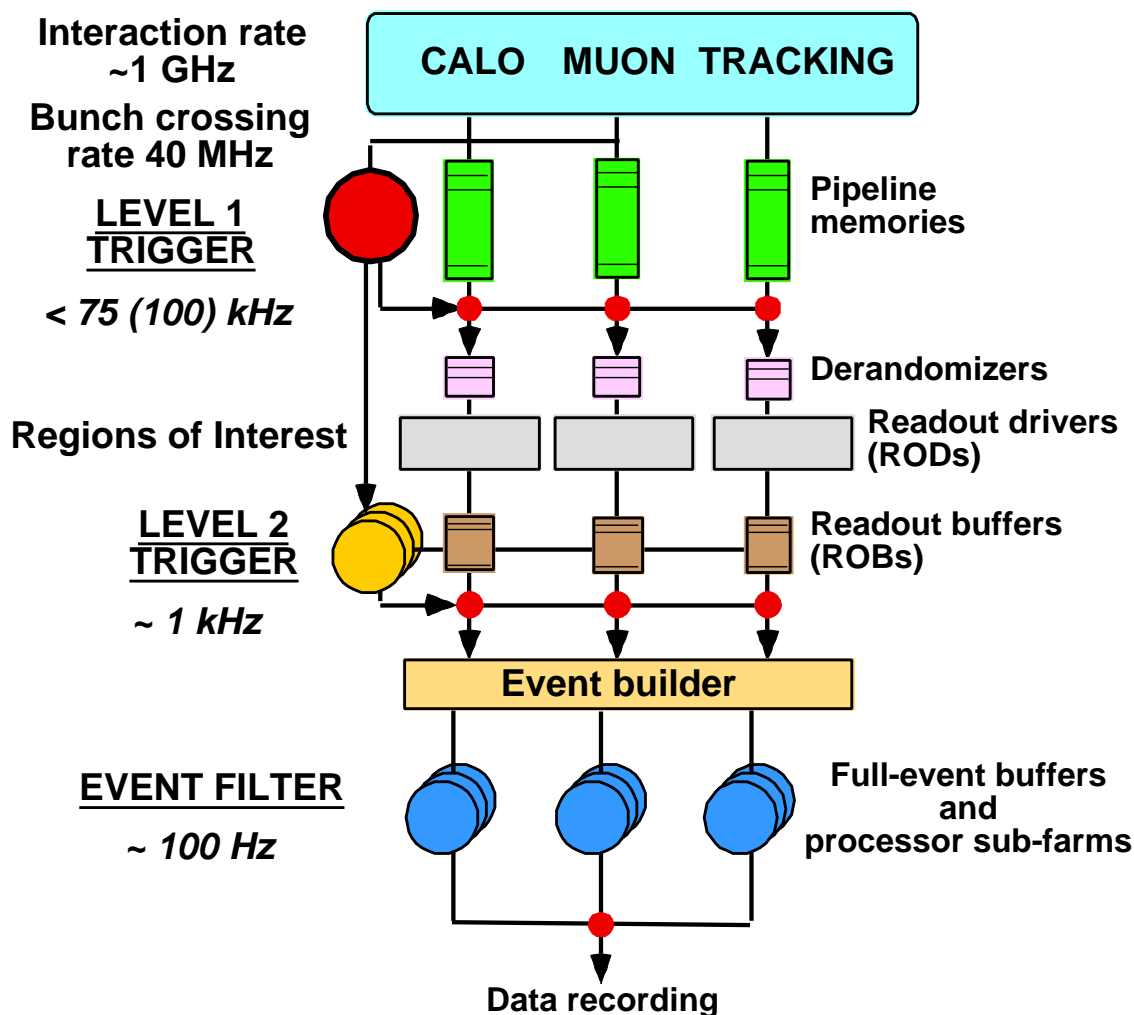 Interaction rate
~1 GHz
CALO MUON TRACKING
Bunch crossing
rate 40 MHz
LEVEL 1
TRIGGER
< 75 (100) kHz
Pipeline
memories
Derandomizers
Regions of Interest
Readout drivers
(RODs)
LEVEL 2
TRIGGER
~ 1 kHz
Readout buffers
(ROBs)
Event builder
EVENT FILTER
~ 100 Hz
Full-event buffers
and
processor sub-farms
Data recording